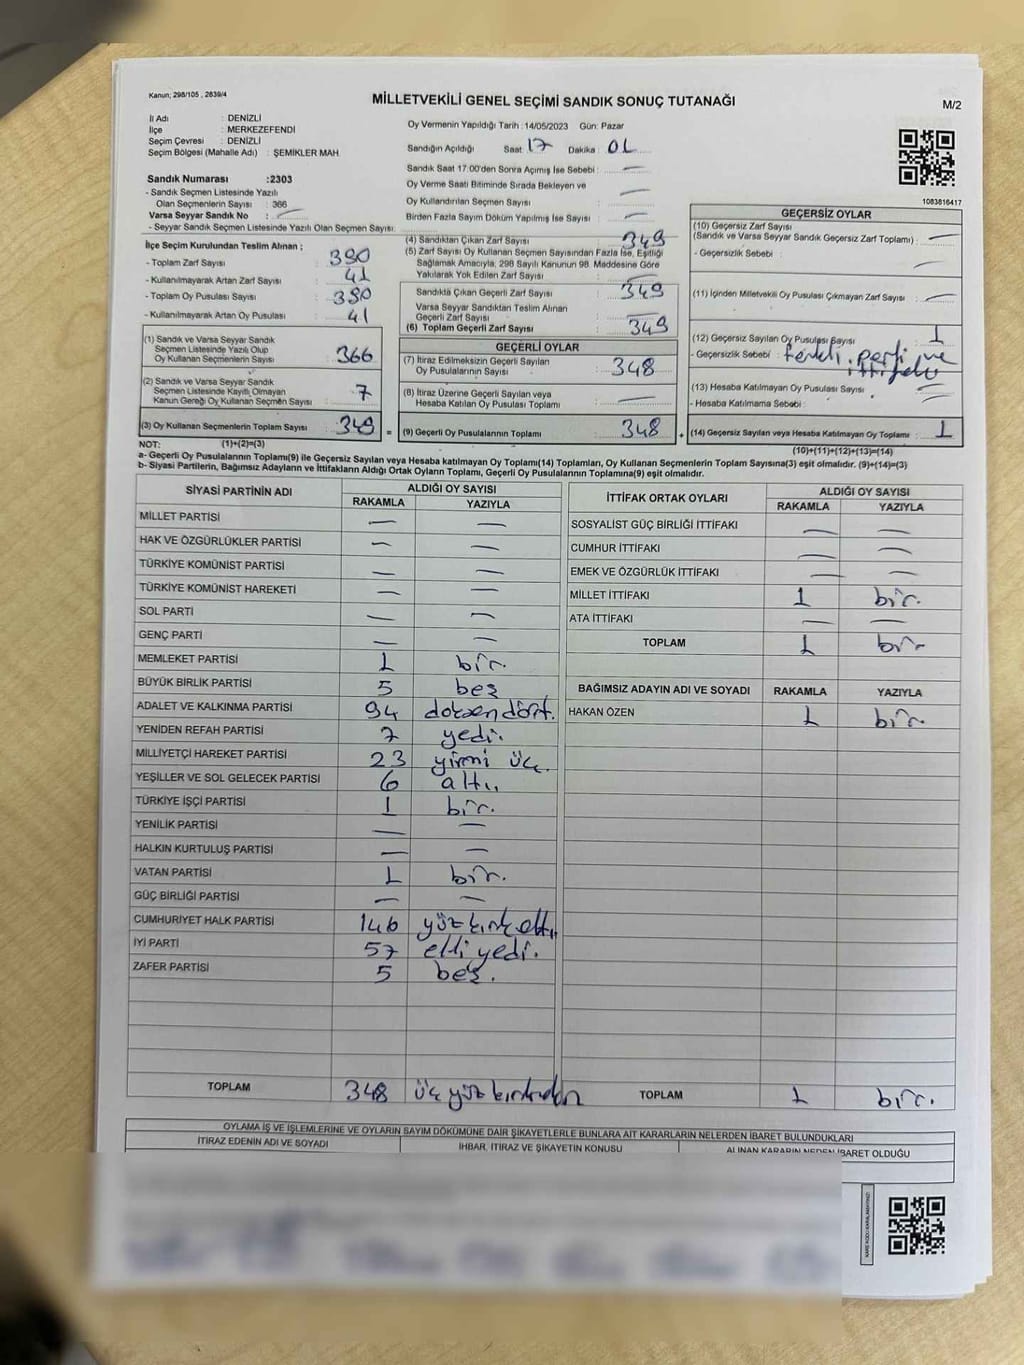 Kanun; 298/105 , 2839/4
MİLLETVEKİLİ GENEL SEÇİMİ SANDIK SONUÇ TUTANAĞI
M/2
İl Adı : DENİZLİ
İlçe : MERKEZEFENDİ
Seçim Çevresi : DENİZLİ
Seçim Bölgesi (Mahalle Adı) : ŞEMİKLER MAH
Sandık Numarası :2303
- Sandık Seçmen Listesinde Yazılı
Olan Seçmenlerin Sayısı : 366
Varsa Seyyar Sandık No : —
- Seyyar Sandık Seçmen Listesinde Yazılı Olan Seçmen Sayısı:
Oy Vermenin Yapıldığı Tarih : 14/05/2023 Gün: Pazar
Sandığın Açıldığı Saat 17 Dakika : 01
Sandık Saat 17:00'den Sonra Açılmış İse Sebebi : —
Oy Verme Saati Bitiminde Sırada Bekleyen ve
Oy Kullandırılan Seçmen Sayısı : —
Birden Fazla Sayım Döküm Yapılmış İse Sayısı : —
1083816417
İlçe Seçim Kurulundan Teslim Alınan ;
- Toplam Zarf Sayısı : 390
- Kullanılmayarak Artan Zarf Sayısı : 41
- Toplam Oy Pusulası Sayısı : 390
- Kullanılmayarak Artan Oy Pusulası : 41
(1) Sandık ve Varsa Seyyar Sandık
Seçmen Listesinde Yazılı Olup
Oy Kullanan Seçmenlerin Sayısı : 366
(2) Sandık ve Varsa Seyyar Sandık
Seçmen Listesinde Kayıtlı Olmayan
Kanun Gereği Oy Kullanan Seçmen Sayısı : 7
(3) Oy Kullanan Seçmenlerin Toplam Sayısı : 349 =
NOT: (1)+(2)=(3)
(4) Sandıktan Çıkan Zarf Sayısı : 349
(5) Zarf Sayısı Oy Kullanan Seçmen Sayısından Fazla İse, Eşitliği
Sağlamak Amacıyla, 298 Sayılı Kanunun 98. Maddesine Göre
Yakılarak Yok Edilen Zarf Sayısı : —
Sandıkta Çıkan Geçerli Zarf Sayısı : 349
Varsa Seyyar Sandıktan Teslim Alınan
Geçerli Zarf Sayısı : —
(6) Toplam Geçerli Zarf Sayısı : 349
GEÇERLİ OYLAR
(7) İtiraz Edilmeksizin Geçerli Sayılan
Oy Pusulalarının Sayısı : 348
(8) İtiraz Üzerine Geçerli Sayılan veya
Hesaba Katılan Oy Pusulası Toplamı : —
(9) Geçerli Oy Pusulalarının Toplamı : 348 +
GEÇERSİZ OYLAR
(10) Geçersiz Zarf Sayısı
(Sandık ve Varsa Seyyar Sandık Geçersiz Zarf Toplamı) : —
- Geçersizlik Sebebi : —
(11) İçinden Milletvekili Oy Pusulası Çıkmayan Zarf Sayısı : —
(12) Geçersiz Sayılan Oy Pusulası Sayısı : 1
- Geçersizlik Sebebi : farklı parti ve
(13) Hesaba Katılmayan Oy Pusulası Sayısı : —
- Hesaba Katılmama Sebebi : —
(14) Geçersiz Sayılan veya Hesaba Katılmayan Oy Toplamı : 1
(10)+(11)+(12)+(13)=(14)
a- Geçerli Oy Pusulalarının Toplamı(9) ile Geçersiz Sayılan veya Hesaba katılmayan Oy Toplamı(14) Toplamları, Oy Kullanan Seçmenlerin Toplam Sayısına(3) eşit olmalıdır. (9)+(14)=(3)
b- Siyasi Partilerin, Bağımsız Adayların ve İttifakların Aldığı Ortak Oyların Toplamı, Geçerli Oy Pusulalarının Toplamına(9) eşit olmalıdır.
SİYASİ PARTİNİN ADI ALDIĞI OY SAYISI
RAKAMLA YAZIYLA
MİLLET PARTİSİ — —
HAK VE ÖZGÜRLÜKLER PARTİSİ — —
TÜRKİYE KOMÜNİST PARTİSİ — —
TÜRKİYE KOMÜNİST HAREKETİ — —
SOL PARTİ — —
GENÇ PARTİ — —
MEMLEKET PARTİSİ 1 bir.
BÜYÜK BİRLİK PARTİSİ 5 beş
ADALET VE KALKINMA PARTİSİ 94 doksan dört.
YENİDEN REFAH PARTİSİ 7 yedi.
MİLLİYETÇİ HAREKET PARTİSİ 23 yirmi üç.
YEŞİLLER VE SOL GELECEK PARTİSİ 6 altı,
TÜRKİYE İŞÇİ PARTİSİ 1 bir.
YENİLİK PARTİSİ — —
HALKIN KURTULUŞ PARTİSİ — —
VATAN PARTİSİ 1 bir.
GÜÇ BİRLİĞİ PARTİSİ — —
CUMHURİYET HALK PARTİSİ 146 yüz kırk altı,
İYİ PARTİ 57 elli yedi.
ZAFER PARTİSİ 5 beş.
TOPLAM 348 üç yüz kırksekiz
İTTİFAK ORTAK OYLARI ALDIĞI OY SAYISI
RAKAMLA YAZIYLA
SOSYALİST GÜÇ BİRLİĞİ İTTİFAKI — —
CUMHUR İTTİFAKI — —
EMEK VE ÖZGÜRLÜK İTTİFAKI — —
MİLLET İTTİFAKI 1 bir.
ATA İTTİFAKI — —
TOPLAM 1 bir
BAĞIMSIZ ADAYIN ADI VE SOYADI RAKAMLA YAZIYLA
HAKAN ÖZEN 1 bir.
TOPLAM 1 bir.
OYLAMA İŞ VE İŞLEMLERİNE VE OYLARIN SAYIM DÖKÜMÜNE DAİR ŞİKAYETLERLE BUNLARA AİT KARARLARIN NELERDEN İBARET BULUNDUKLARI
İTİRAZ EDENİN ADI VE SOYADI İHBAR, İTİRAZ VE ŞİKAYETİN KONUSU ALINAN KARARIN NEDEN İBARET OLDUĞU